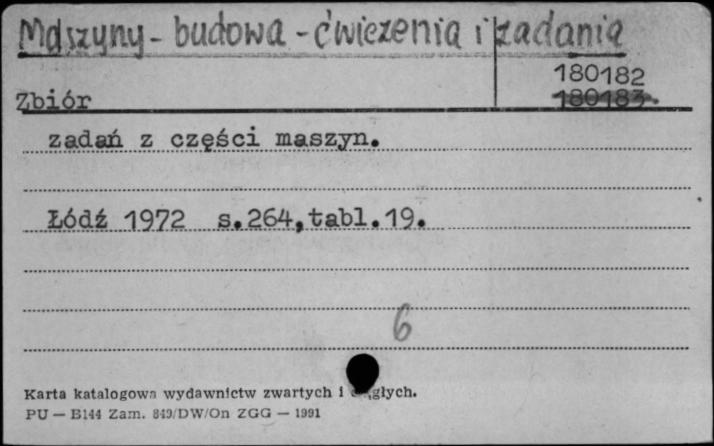 Maszyny - budowa - ćwiczenia i zadania
180182
Zbiór 180183.
zadań z części maszyn.
Łódź 1972 s.264,tabl.19.
6
Karta katalogowa wydawnictw zwartych i
PU — B144 Zam. 849/DW/On ZGG — 1991